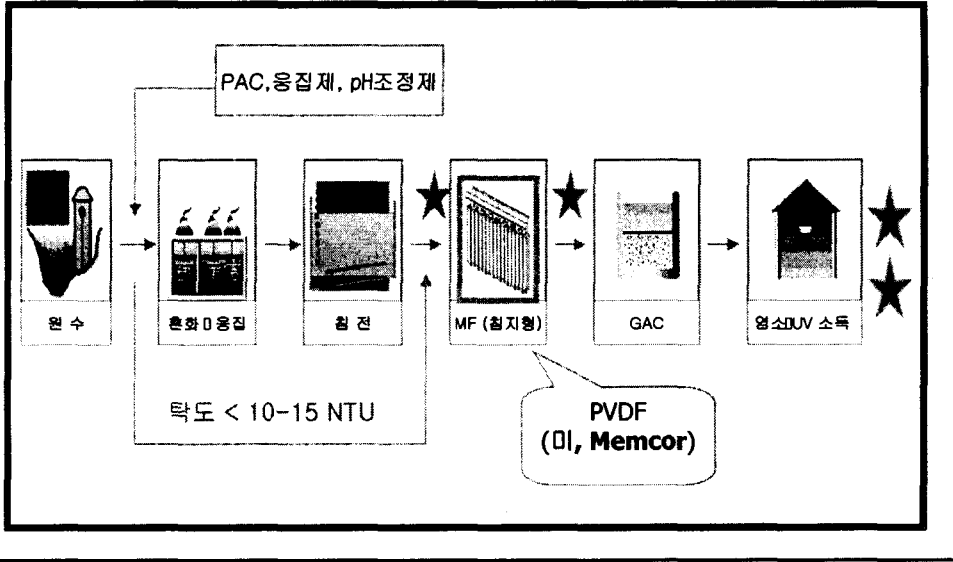 PAC,응집제, pH조정제
원 수
혼화 응집
침 전
MF (침지형)
GAC
염소 UV 소독
탁도 < 10-15 NTU
PVDF
(미, Memcor)